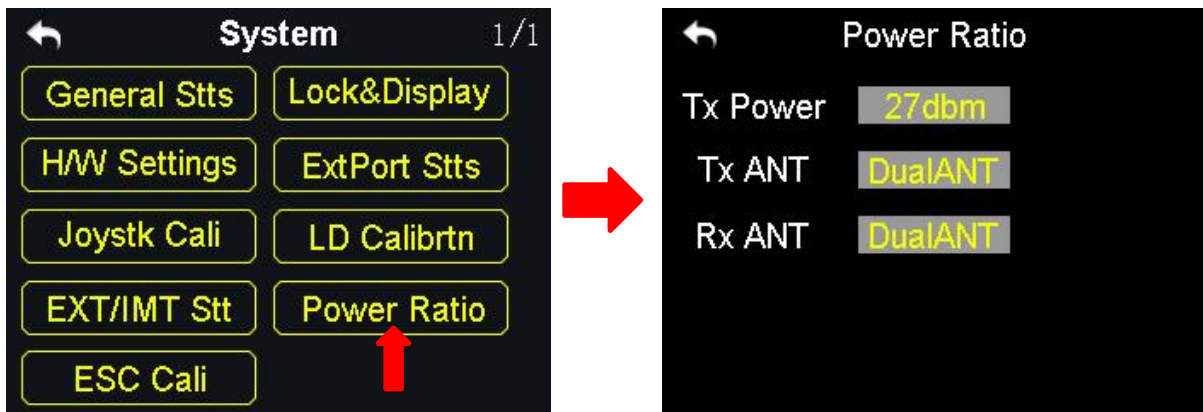 System 1/1
General Stts Lock&Display
H/W Settings ExtPort Stts
Joystk Cali LD Calibrtn
EXT/IMT Stt Power Ratio
ESC Cali
Power Ratio
Tx Power 27dbm
Tx ANT DualANT
Rx ANT DualANT